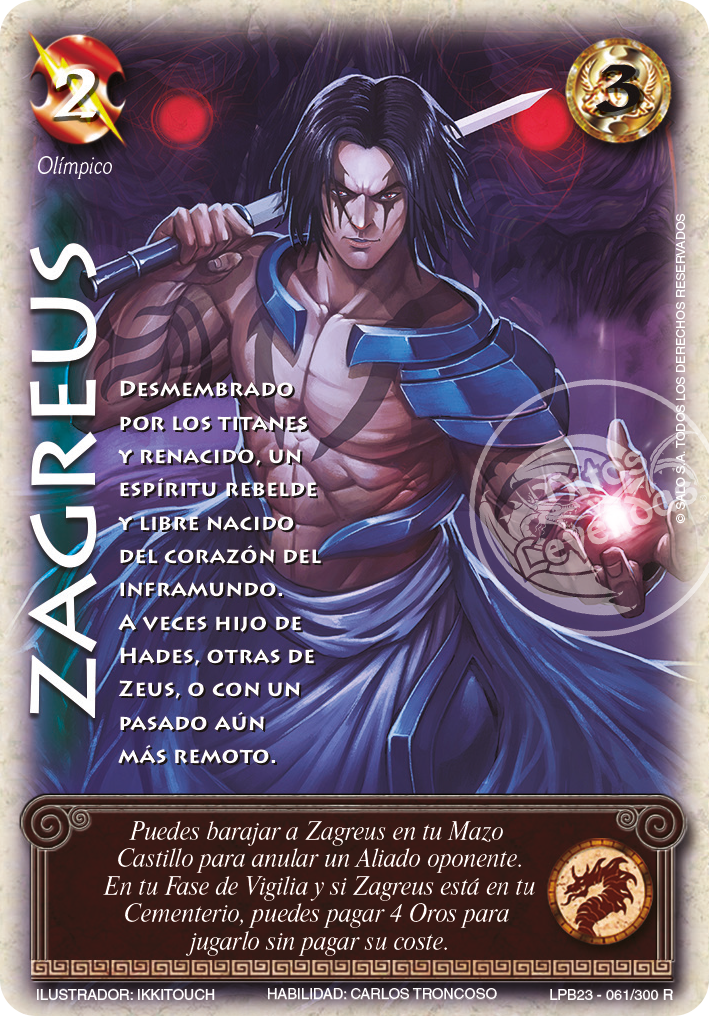 2
3
Olímpico
ZAGREUS
Desmembrado
por los titanes
y renacido, un
espíritu rebelde
y libre nacido
del corazón del
inframundo.
A veces hijo de
Hades, otras de
Zeus, o con un
pasado aún
más remoto.
© SALO S.A. TODOS LOS DERECHOS RESERVADOS
Mitos
Leyendas
Puedes barajar a Zagreus en tu Mazo
Castillo para anular un Aliado oponente.
En tu Fase de Vigilia y si Zagreus está en tu
Cementerio, puedes pagar 4 Oros para
jugarlo sin pagar su coste.
ILUSTRADOR: IKKITOUCH
HABILIDAD: CARLOS TRONCOSO
LPB23 - 061/300 R